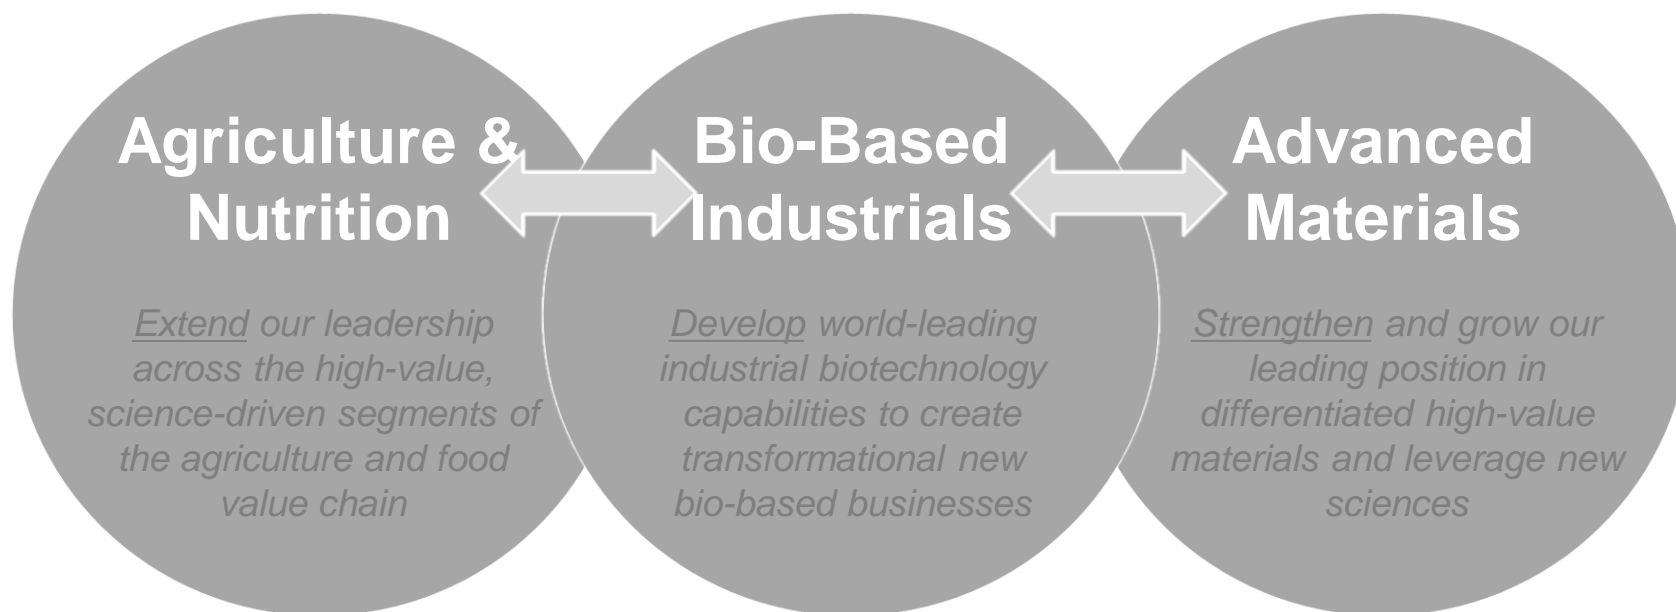 Agriculture &
Nutrition
Extend our leadership
across the high-value,
science-driven segments of
the agriculture and food
value chain
Bio-Based
Industrials
Develop world-leading
industrial biotechnology
capabilities to create
transformational new
bio-based businesses
Advanced
Materials
Strengthen and grow our
leading position in
differentiated high-value
materials and leverage new
sciences